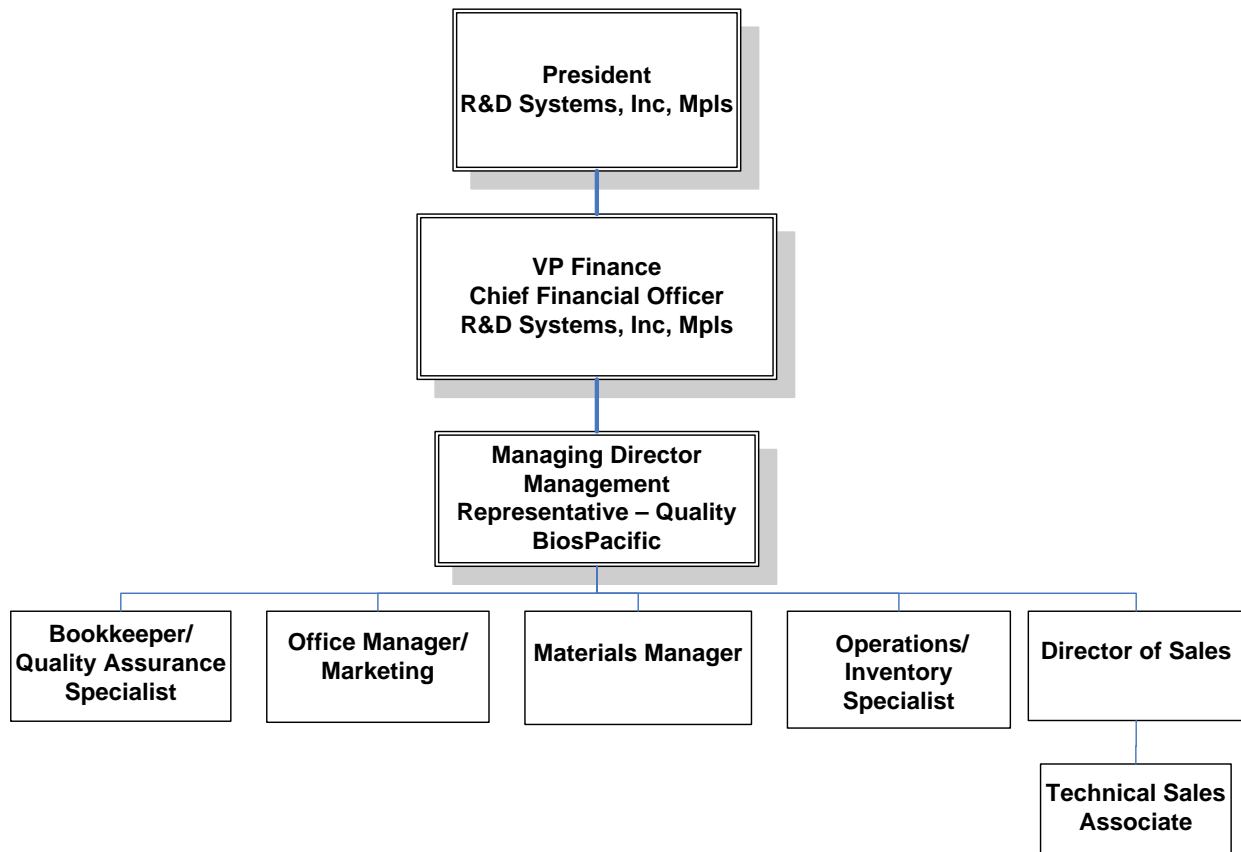 President
R&D Systems, Inc, Mpls
VP Finance
Chief Financial Officer
R&D Systems, Inc, Mpls
Managing Director
Management
Representative – Quality
BiosPacific
Bookkeeper/
Quality Assurance
Specialist
Office Manager/
Marketing
Materials Manager
Operations/
Inventory
Specialist
Director of Sales
Technical Sales
Associate